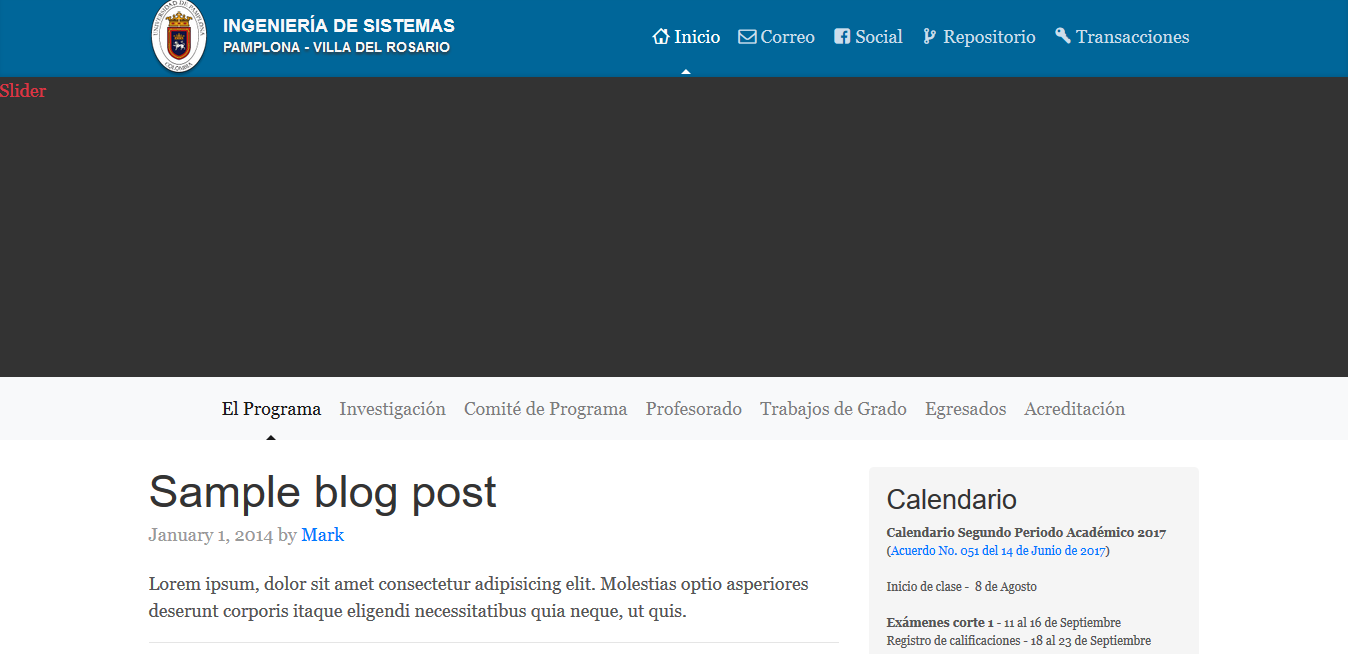 UNIVERSIDAD DE PAMPLONA
COLOMBIA
INGENIERÍA DE SISTEMAS
PAMPLONA - VILLA DEL ROSARIO
Inicio Correo Social Repositorio Transacciones
Slider
El Programa Investigación Comité de Programa Profesorado Trabajos de Grado Egresados Acreditación
Sample blog post
January 1, 2014 by Mark
Lorem ipsum, dolor sit amet consectetur adipisicing elit. Molestias optio asperiores
deserunt corporis itaque eligendi necessitatibus quia neque, ut quis.
Calendario
Calendario Segundo Periodo Académico 2017
(Acuerdo No. 051 del 14 de Junio de 2017)
Inicio de clase - 8 de Agosto
Exámenes corte 1 - 11 al 16 de Septiembre
Registro de calificaciones - 18 al 23 de Septiembre